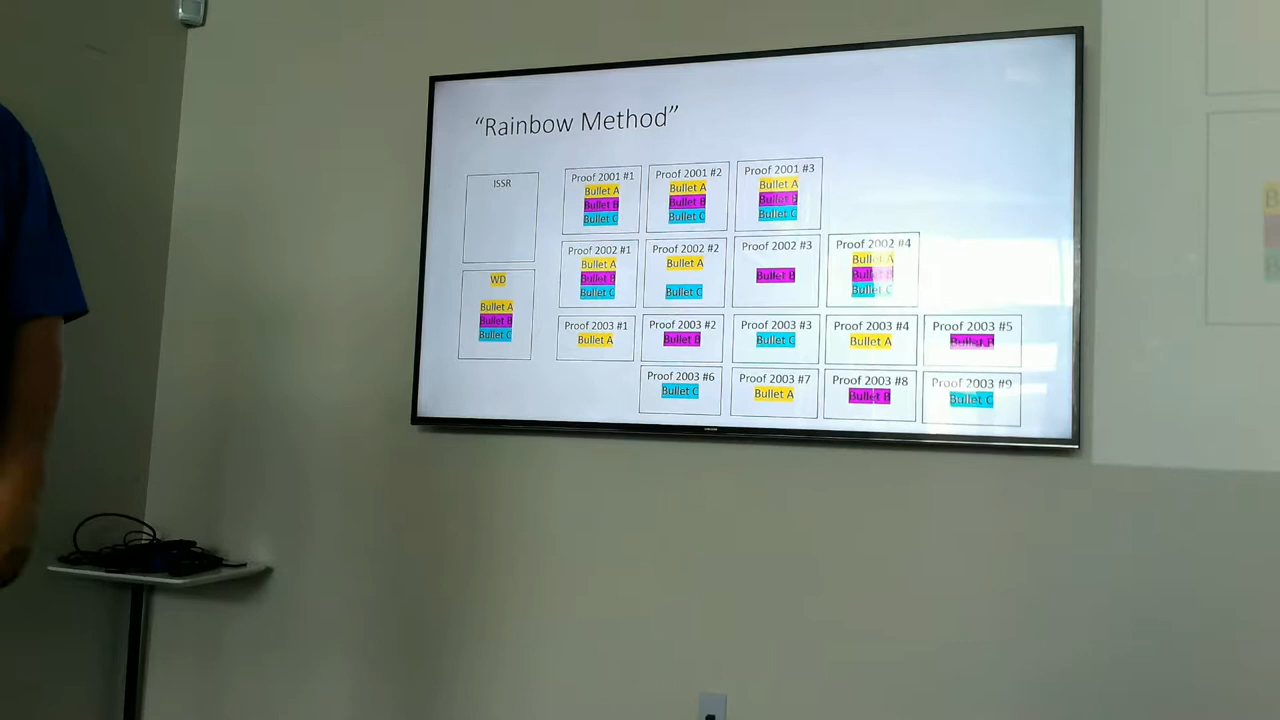 “Rainbow Method”
ISSR
WD
Bullet A
Bullet B
Bullet C
Proof 2001 #1
Bullet A
Bullet B
Bullet C
Proof 2001 #2
Bullet A
Bullet B
Bullet C
Proof 2001 #3
Bullet A
Bullet B
Bullet C
Proof 2002 #1
Bullet A
Bullet B
Bullet C
Proof 2002 #2
Bullet A
Bullet C
Proof 2002 #3
Bullet B
Proof 2002 #4
Bullet A
Bullet B
Bullet C
Proof 2003 #1
Bullet A
Proof 2003 #2
Bullet B
Proof 2003 #3
Bullet C
Proof 2003 #4
Bullet A
Proof 2003 #5
Bullet B
Proof 2003 #6
Bullet C
Proof 2003 #7
Bullet A
Proof 2003 #8
Bullet B
Proof 2003 #9
Bullet C